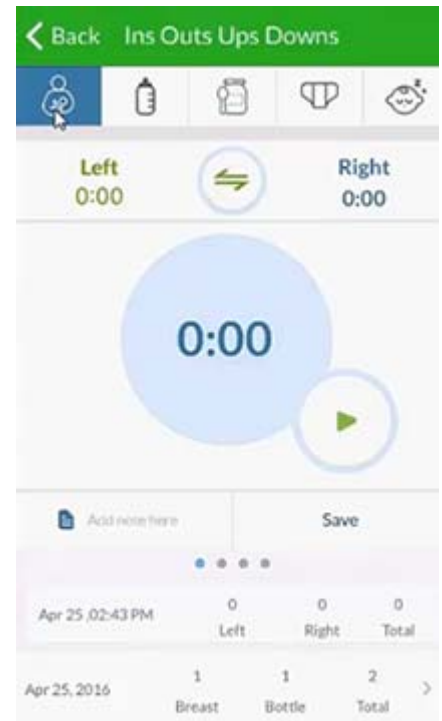 Back Ins Outs Ups Downs
Left Right
0:00 0:00
0:00
Add note here Save
Apr 25 ,02:43 PM 0 0 0
Left Right Total
Apr 25, 2016 1 1 2
Breast Bottle Total